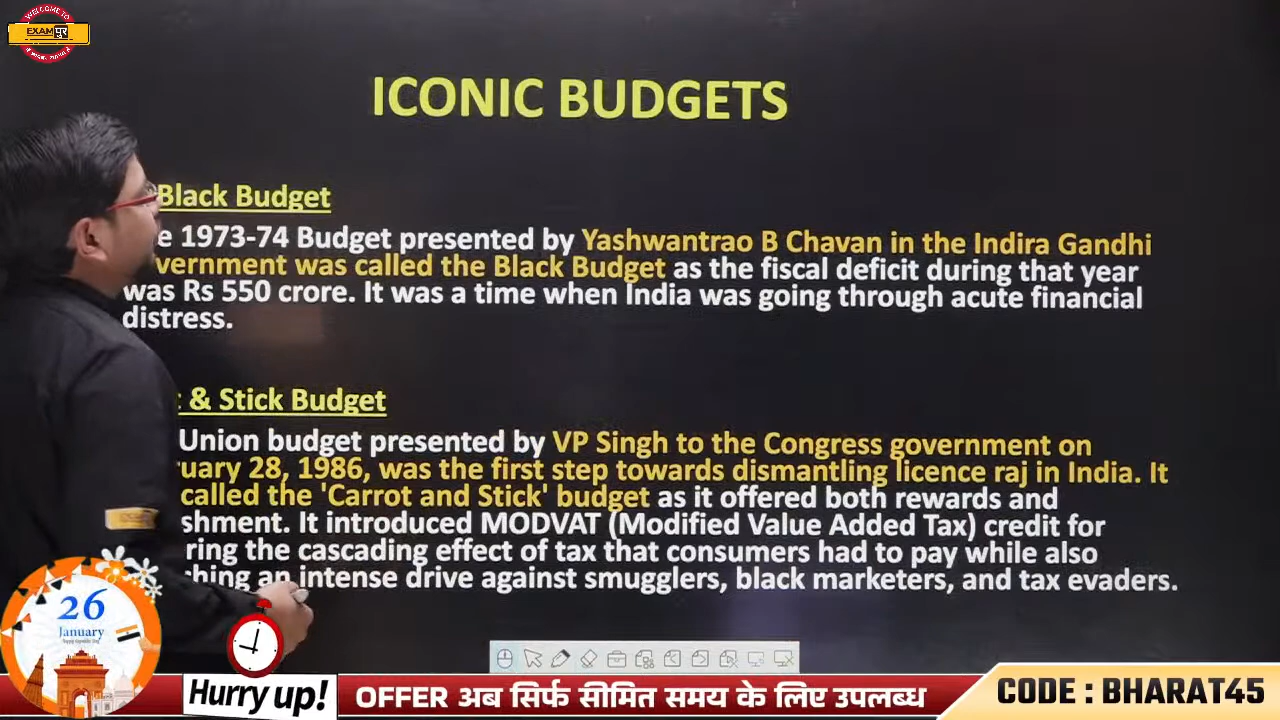 WELCOME TO
EXAMपुर
ICONIC BUDGETS
Black Budget
e 1973-74 Budget presented by Yashwantrao B Chavan in the Indira Gandhi
vernment was called the Black Budget as the fiscal deficit during that year
was Rs 550 crore. It was a time when India was going through acute financial
distress.
& Stick Budget
Union budget presented by VP Singh to the Congress government on
ruary 28, 1986, was the first step towards dismantling licence raj in India. It
called the 'Carrot and Stick' budget as it offered both rewards and
shment. It introduced MODVAT (Modified Value Added Tax) credit for
ring the cascading effect of tax that consumers had to pay while also
hing an intense drive against smugglers, black marketers, and tax evaders.
26
January
Hurry up!
OFFER अब सिर्फ सीमित समय के लिए उपलब्ध
CODE : BHARAT45